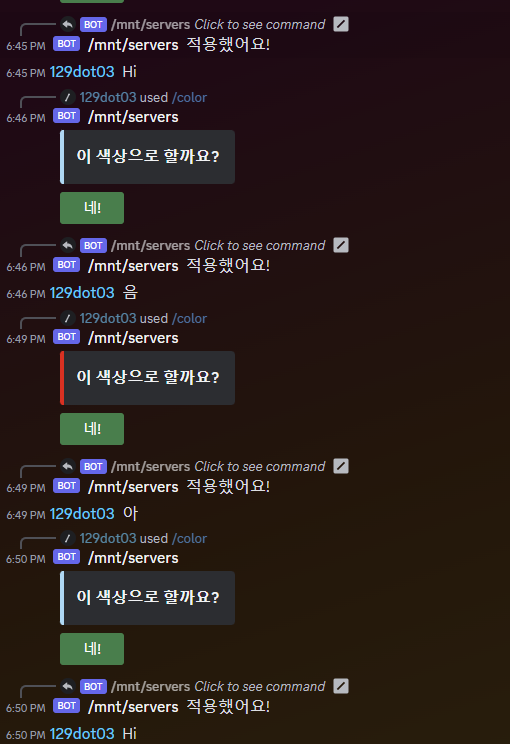 BOT /mnt/servers Click to see command
6:45 PM BOT /mnt/servers 적용했어요!
6:45 PM 129dot03 Hi
/ 129dot03 used /color
6:46 PM BOT /mnt/servers
이 색상으로 할까요?
네!
BOT /mnt/servers Click to see command
6:46 PM BOT /mnt/servers 적용했어요!
6:46 PM 129dot03 음
/ 129dot03 used /color
6:49 PM BOT /mnt/servers
이 색상으로 할까요?
네!
BOT /mnt/servers Click to see command
6:49 PM BOT /mnt/servers 적용했어요!
6:49 PM 129dot03 아
/ 129dot03 used /color
6:50 PM BOT /mnt/servers
이 색상으로 할까요?
네!
BOT /mnt/servers Click to see command
6:50 PM BOT /mnt/servers 적용했어요!
6:50 PM 129dot03 Hi